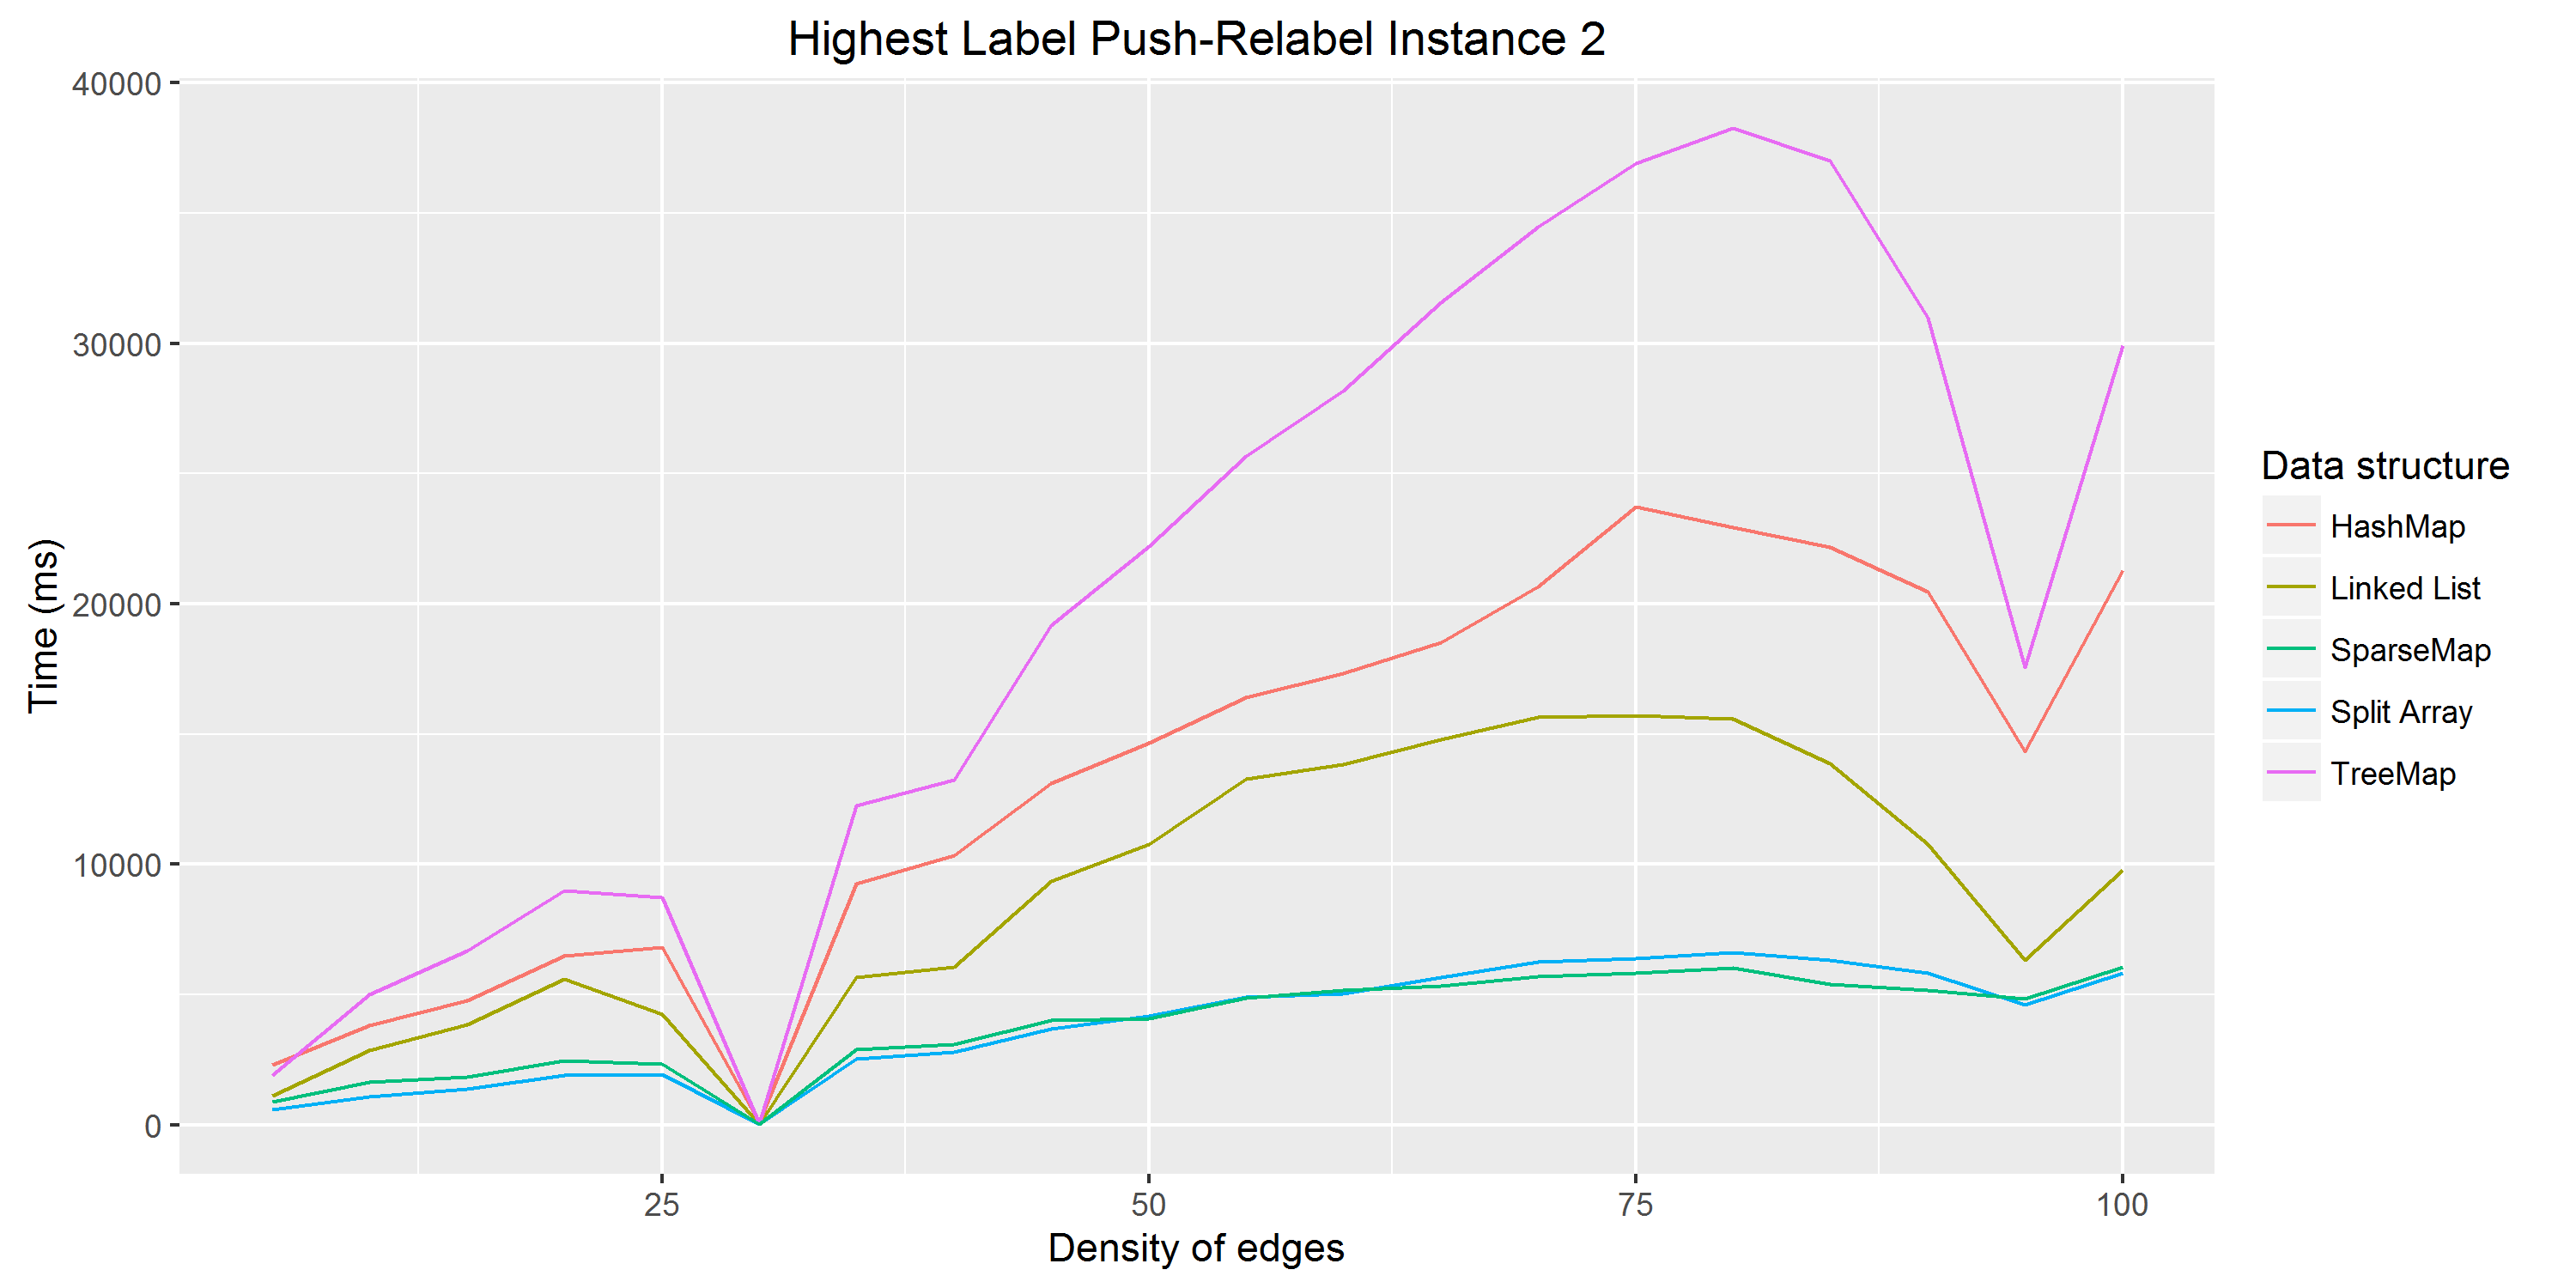 Highest Label Push-Relabel Instance 2
40000
30000
20000
10000
0
Time (ms)
25 50 75 100
Density of edges
Data structure
HashMap
Linked List
SparseMap
Split Array
TreeMap